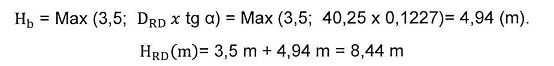 H_b = Max (3,5; D_RD x tg α) = Max (3,5; 40,25 x 0,1227)= 4,94 (m).
H_RD(m)= 3,5 m + 4,94 m = 8,44 m